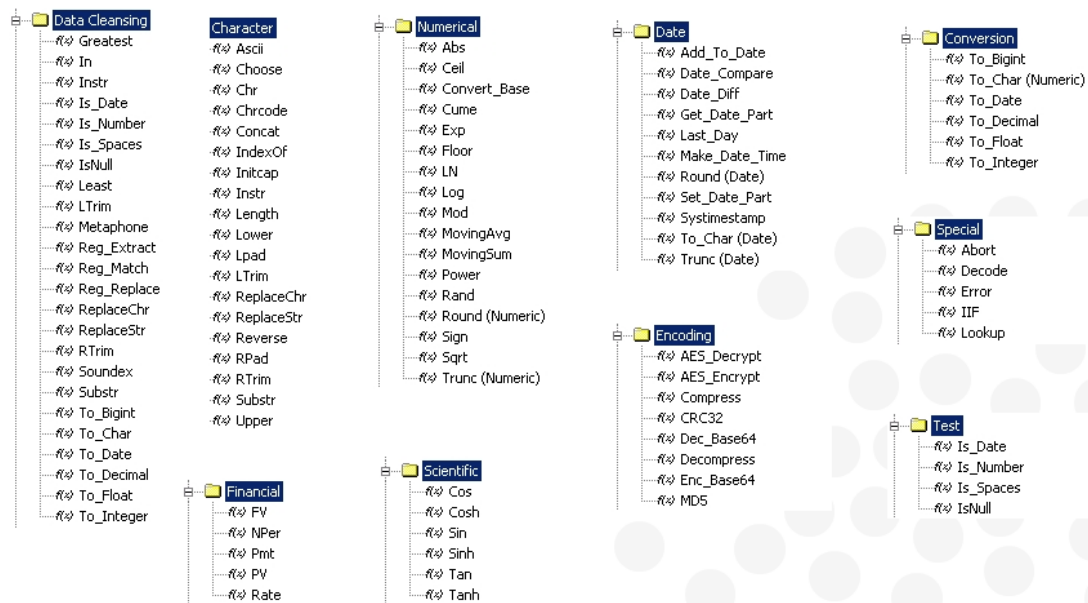 Data Cleansing
f(x) Greatest
f(x) In
f(x) Instr
f(x) Is_Date
f(x) Is_Number
f(x) Is_Spaces
f(x) IsNull
f(x) Least
f(x) LTrim
f(x) Metaphone
f(x) Reg_Extract
f(x) Reg_Match
f(x) Reg_Replace
f(x) ReplaceChr
f(x) ReplaceStr
f(x) RTrim
f(x) Soundex
f(x) Substr
f(x) To_Bigint
f(x) To_Char
f(x) To_Date
f(x) To_Decimal
f(x) To_Float
f(x) To_Integer
Character
f(x) Ascii
f(x) Choose
f(x) Chr
f(x) Chrcode
f(x) Concat
f(x) IndexOf
f(x) Initcap
f(x) Instr
f(x) Length
f(x) Lower
f(x) Lpad
f(x) LTrim
f(x) ReplaceChr
f(x) ReplaceStr
f(x) Reverse
f(x) RPad
f(x) RTrim
f(x) Substr
f(x) Upper
Financial
f(x) FV
f(x) NPer
f(x) Pmt
f(x) PV
f(x) Rate
Numerical
f(x) Abs
f(x) Ceil
f(x) Convert_Base
f(x) Cume
f(x) Exp
f(x) Floor
f(x) LN
f(x) Log
f(x) Mod
f(x) MovingAvg
f(x) MovingSum
f(x) Power
f(x) Rand
f(x) Round (Numeric)
f(x) Sign
f(x) Sqrt
f(x) Trunc (Numeric)
Scientific
f(x) Cos
f(x) Cosh
f(x) Sin
f(x) Sinh
f(x) Tan
f(x) Tanh
Date
f(x) Add_To_Date
f(x) Date_Compare
f(x) Date_Diff
f(x) Get_Date_Part
f(x) Last_Day
f(x) Make_Date_Time
f(x) Round (Date)
f(x) Set_Date_Part
f(x) Systimestamp
f(x) To_Char (Date)
f(x) Trunc (Date)
Encoding
f(x) AES_Decrypt
f(x) AES_Encrypt
f(x) Compress
f(x) CRC32
f(x) Dec_Base64
f(x) Decompress
f(x) Enc_Base64
f(x) MD5
Conversion
f(x) To_Bigint
f(x) To_Char (Numeric)
f(x) To_Date
f(x) To_Decimal
f(x) To_Float
f(x) To_Integer
Special
f(x) Abort
f(x) Decode
f(x) Error
f(x) IIF
f(x) Lookup
Test
f(x) Is_Date
f(x) Is_Number
f(x) Is_Spaces
f(x) IsNull